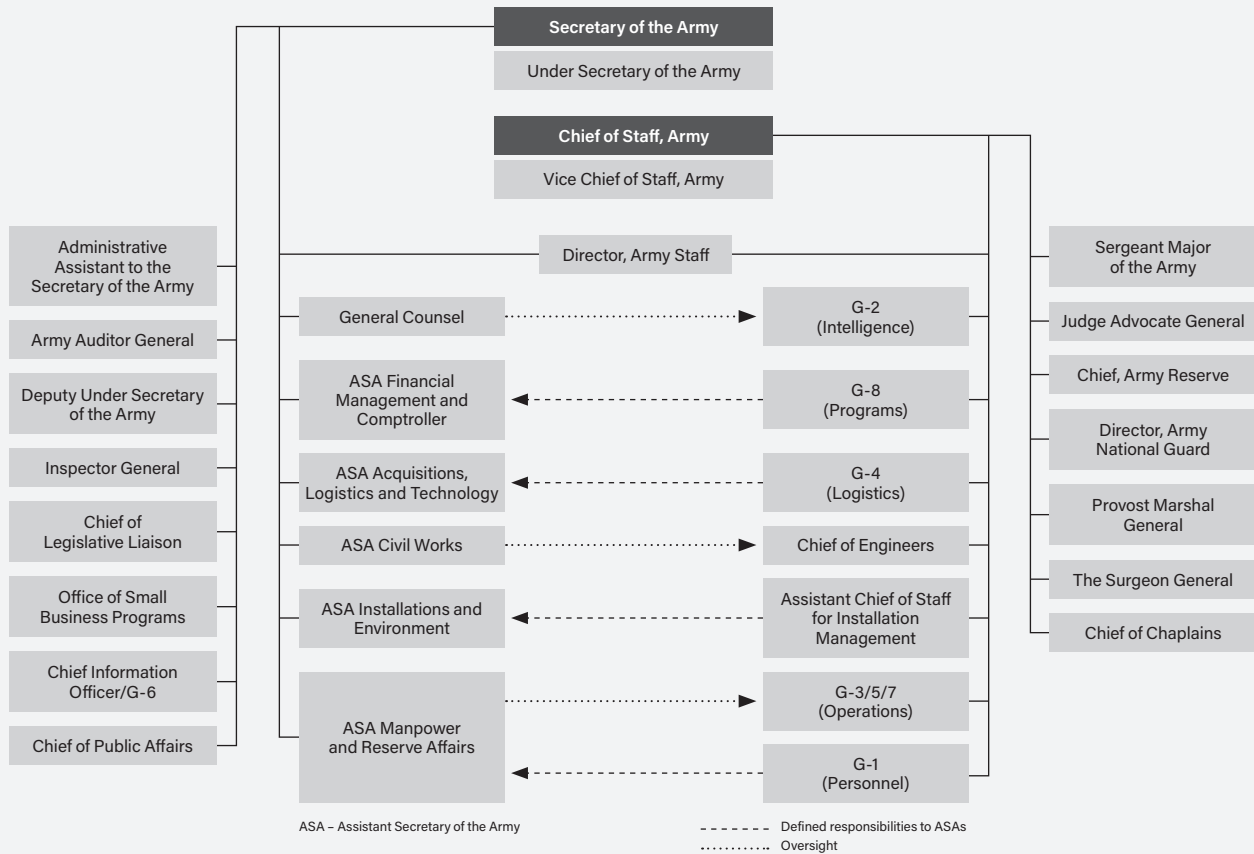 Secretary of the Army
Under Secretary of the Army
Chief of Staff, Army
Vice Chief of Staff, Army
Director, Army Staff
Administrative
Assistant to the
Secretary of the Army
Army Auditor General
Deputy Under Secretary
of the Army
Inspector General
Chief of
Legislative Liaison
Office of Small
Business Programs
Chief Information
Officer/G-6
Chief of Public Affairs
General Counsel
ASA Financial
Management and
Comptroller
ASA Acquisitions,
Logistics and Technology
ASA Civil Works
ASA Installations and
Environment
ASA Manpower
and Reserve Affairs
G-2
(Intelligence)
G-8
(Programs)
G-4
(Logistics)
Chief of Engineers
Assistant Chief of Staff
for Installation
Management
G-3/5/7
(Operations)
G-1
(Personnel)
Sergeant Major
of the Army
Judge Advocate General
Chief, Army Reserve
Director, Army
National Guard
Provost Marshal
General
The Surgeon General
Chief of Chaplains
ASA – Assistant Secretary of the Army
Defined responsibilities to ASAs
Oversight